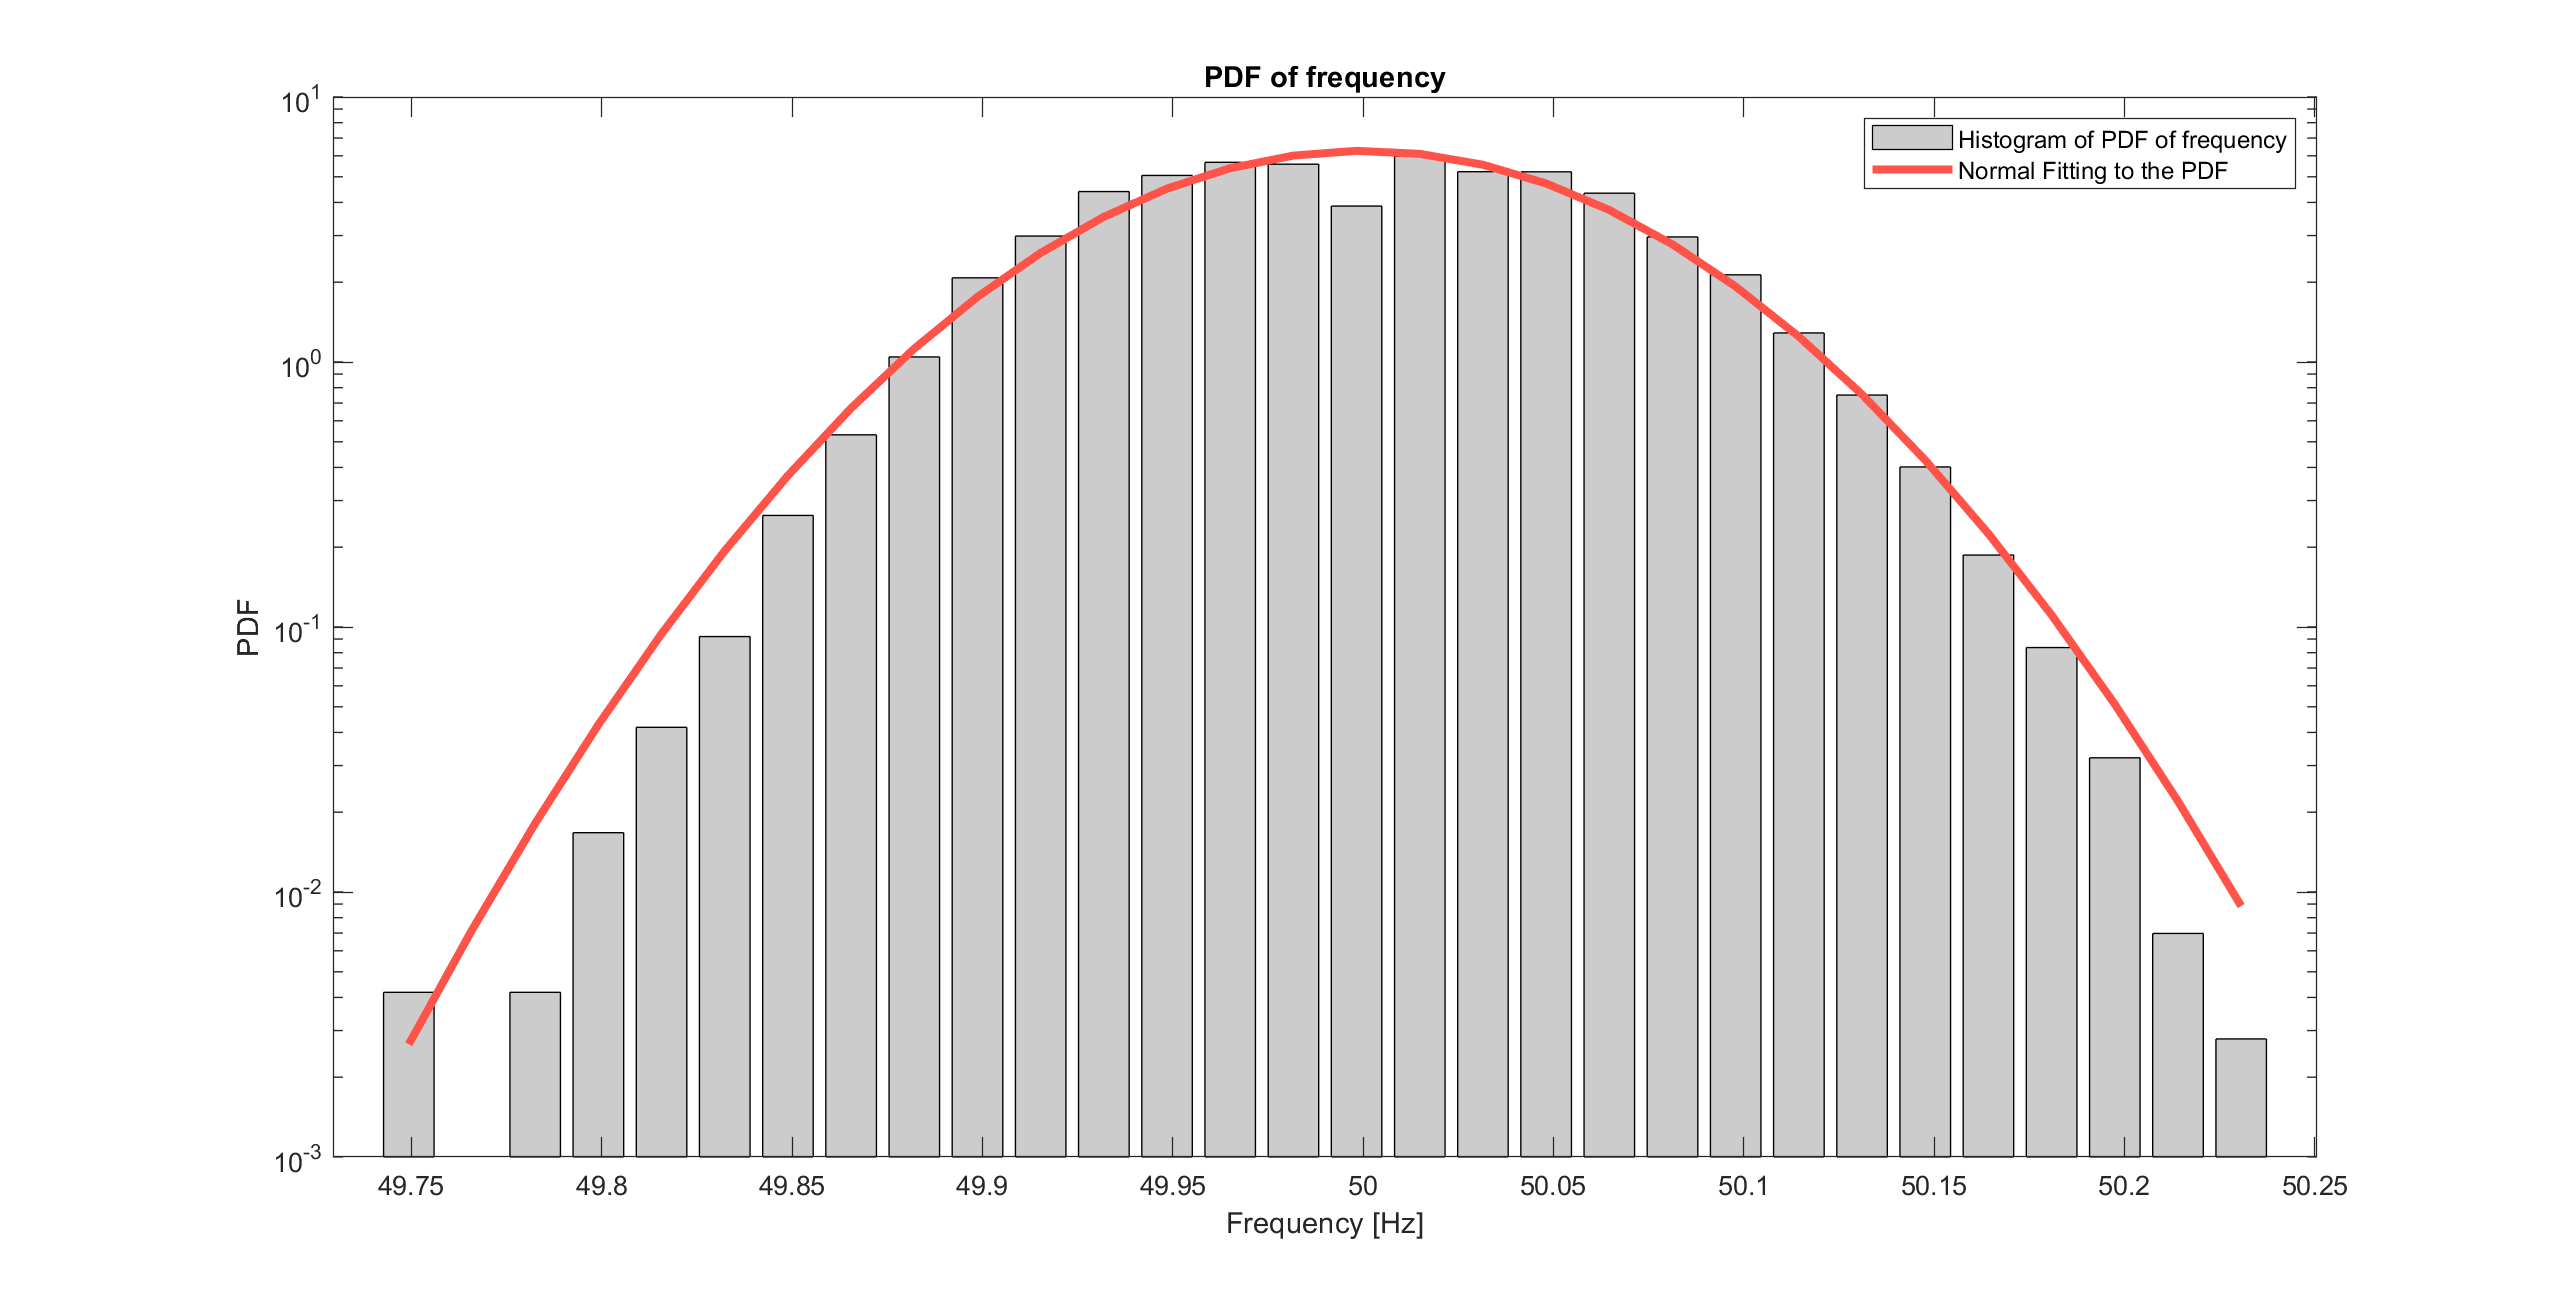 PDF of frequency
Histogram of PDF of frequency
Normal Fitting to the PDF
10^1
10^0
10^-1
10^-2
10^-3
PDF
49.75 49.8 49.85 49.9 49.95 50 50.05 50.1 50.15 50.2 50.25
Frequency [Hz]